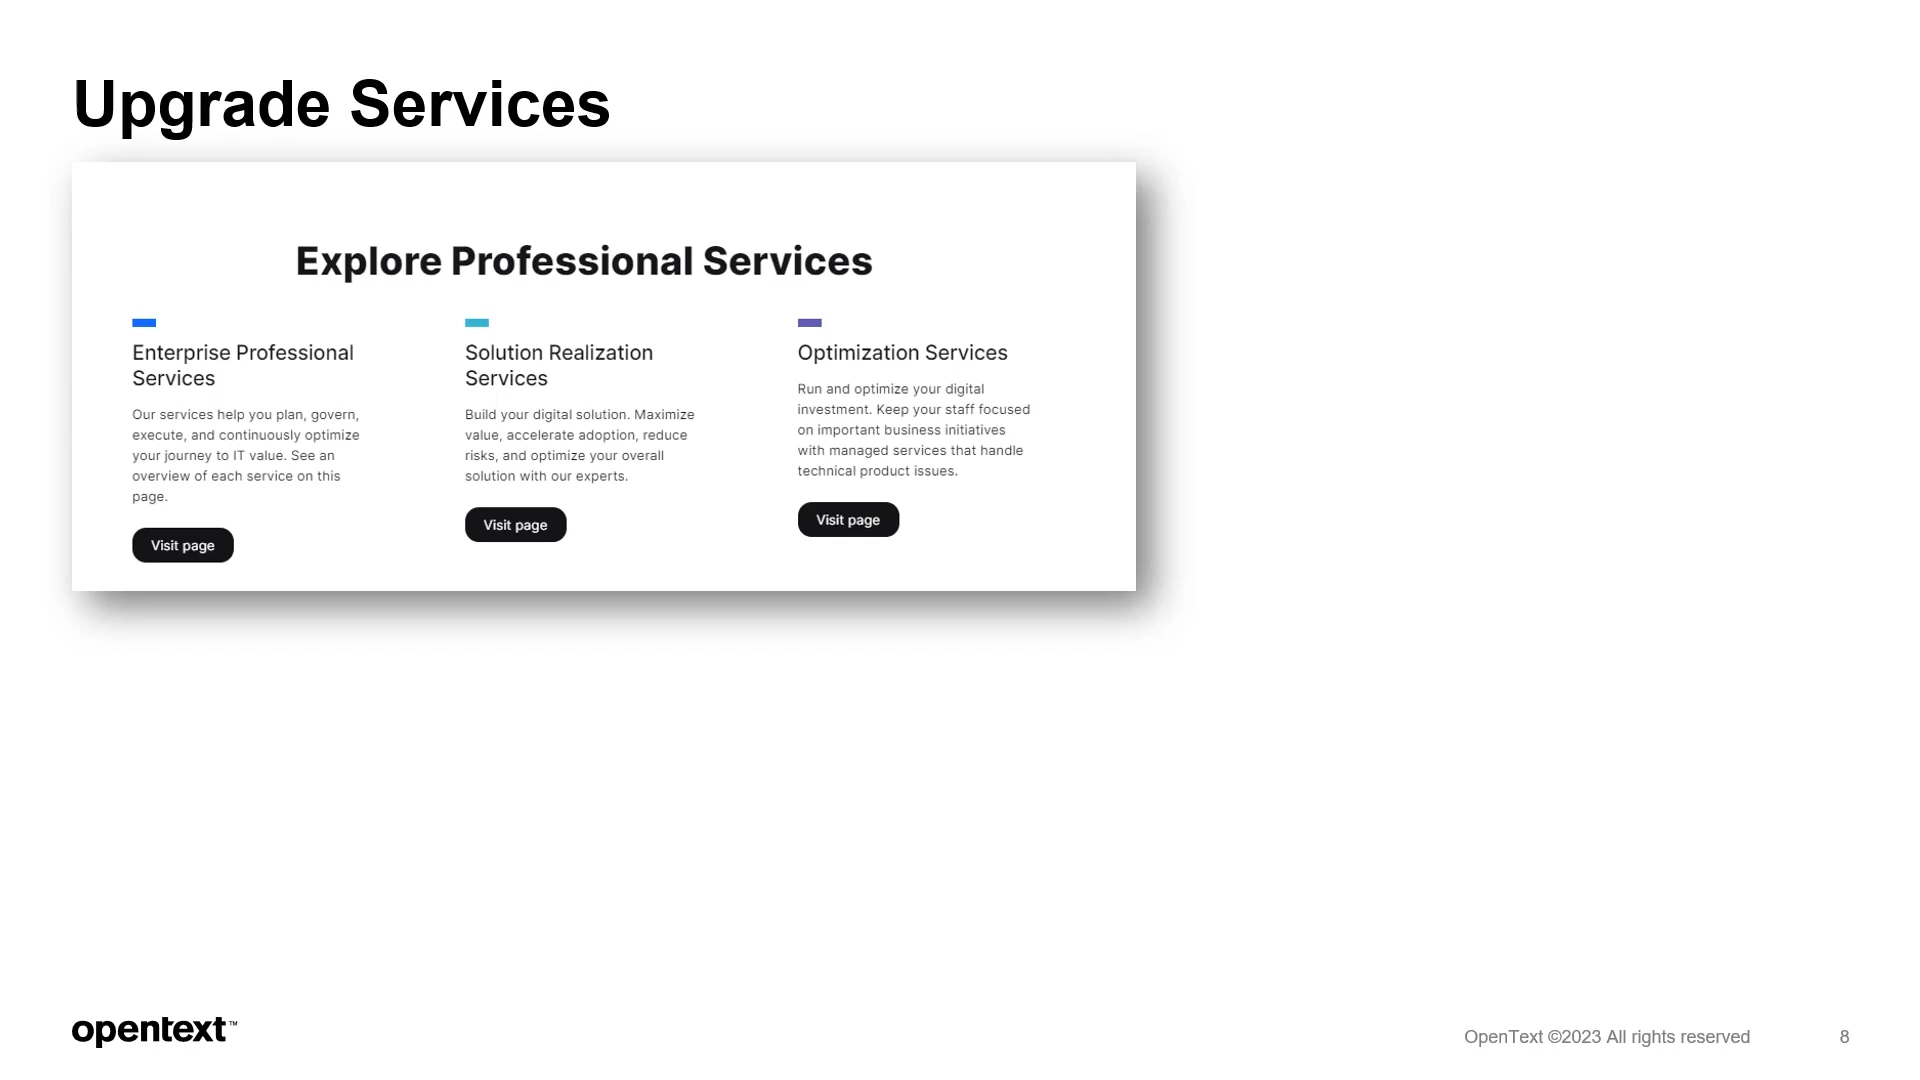 Upgrade Services
Explore Professional Services
Enterprise Professional
Services
Our services help you plan, govern,
execute, and continuously optimize
your journey to IT value. See an
overview of each service on this
page.
Visit page
Solution Realization
Services
Build your digital solution. Maximize
value, accelerate adoption, reduce
risks, and optimize your overall
solution with our experts.
Visit page
Optimization Services
Run and optimize your digital
investment. Keep your staff focused
on important business initiatives
with managed services that handle
technical product issues.
Visit page
opentext™
OpenText ©2023 All rights reserved
8